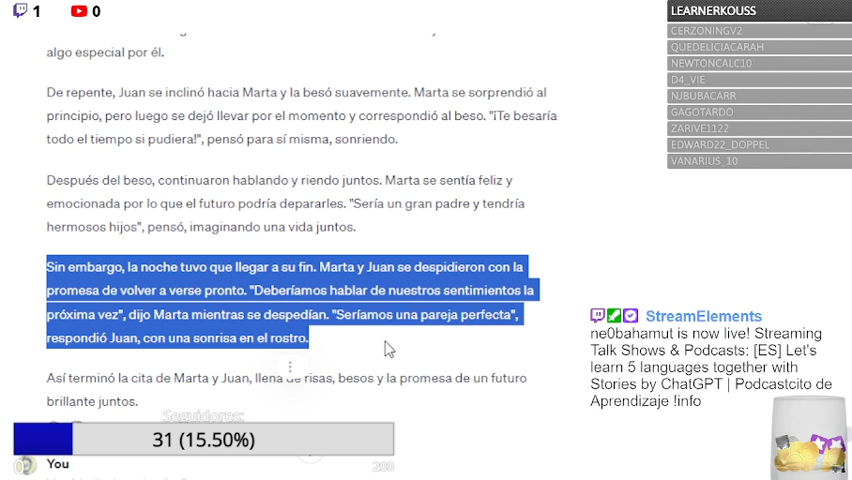 1
0
algo especial por él.
De repente, Juan se inclinó hacia Marta y la besó suavemente. Marta se sorprendió al
principio, pero luego se dejó llevar por el momento y correspondió al beso. "¡Te besaría
todo el tiempo si pudiera!", pensó para sí misma, sonriendo.
Después del beso, continuaron hablando y riendo juntos. Marta se sentía feliz y
emocionada por lo que el futuro podría depararles. "Sería un gran padre y tendría
hermosos hijos", pensó, imaginando una vida juntos.
Sin embargo, la noche tuvo que llegar a su fin. Marta y Juan se despidieron con la
promesa de volver a verse pronto. "Deberíamos hablar de nuestros sentimientos la
próxima vez", dijo Marta mientras se despedían. "Seríamos una pareja perfecta",
respondió Juan, con una sonrisa en el rostro.
Así terminó la cita de Marta y Juan, llena de risas, besos y la promesa de un futuro
brillante juntos.
Seguidores:
31 (15.50%)
0
200
You
LEARNERKOUSS
CERZONINGV2
QUEDELICIACARAH
NEWTONCALC10
D4_VIE
NJBUBACARR
GAGOTARDO
ZARIVE1122
EDWARD22_DOPPEL
VANARIUS_10
StreamElements
ne0bahamut is now live! Streaming
Talk Shows & Podcasts: [ES] Let's
learn 5 languages together with
Stories by ChatGPT | Podcastcito de
Aprendizaje !info